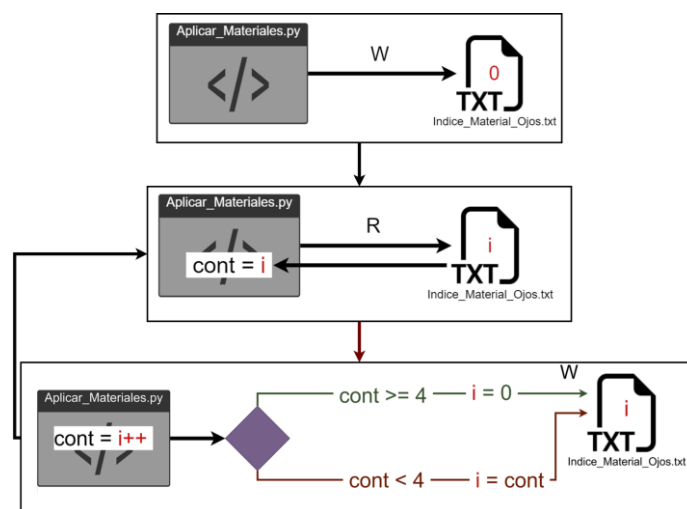 Aplicar_Materiales.py
</>
W
0
TXT
Indice_Material_Ojos.txt
Aplicar_Materiales.py
cont = i
R
i
TXT
Indice_Material_Ojos.txt
Aplicar_Materiales.py
cont = i++
cont >= 4 i = 0
cont < 4 i = cont
W
i
TXT
Indice_Material_Ojos.txt